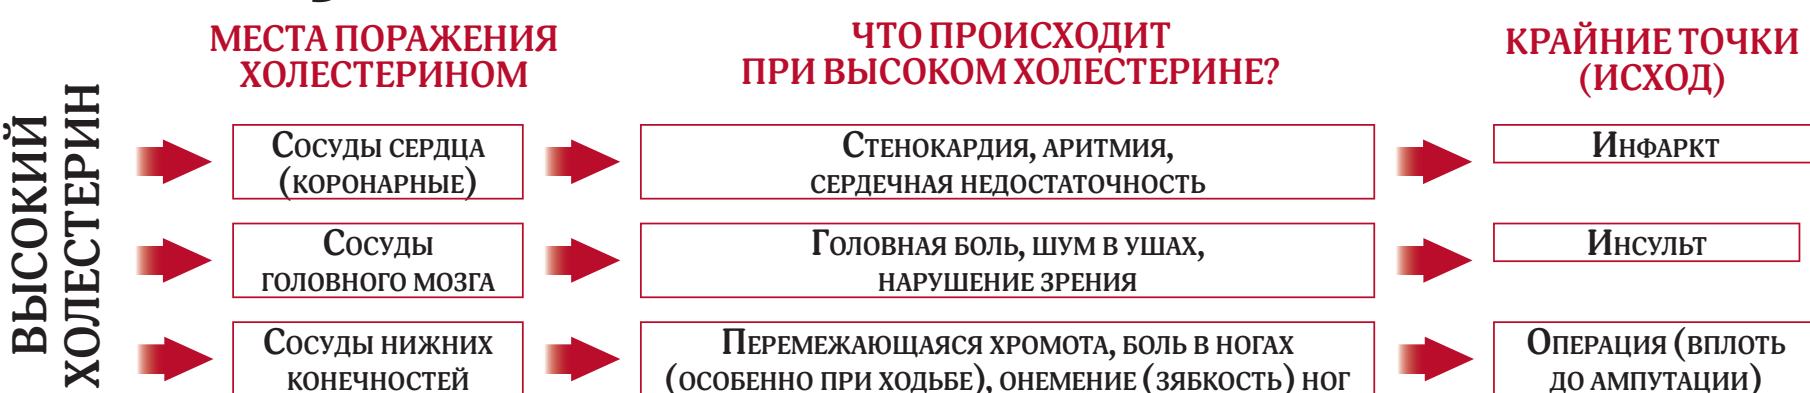 ВЫСОКИЙ
ХОЛЕСТЕРИН
МЕСТА ПОРАЖЕНИЯ
ХОЛЕСТЕРИНОМ
ЧТО ПРОИСХОДИТ
ПРИ ВЫСОКОМ ХОЛЕСТЕРИНЕ?
КРАЙНИЕ ТОЧКИ
(ИСХОД)
СОСУДЫ СЕРДЦА
(КОРОНАРНЫЕ)
СТЕНОКАРДИЯ, АРИТМИЯ,
СЕРДЕЧНАЯ НЕДОСТАТОЧНОСТЬ
ИНФАРКТ
СОСУДЫ
ГОЛОВНОГО МОЗГА
ГОЛОВНАЯ БОЛЬ, ШУМ В УШАХ,
НАРУШЕНИЕ ЗРЕНИЯ
ИНСУЛЬТ
СОСУДЫ НИЖНИХ
КОНЕЧНОСТЕЙ
ПЕРЕМЕЖАЮЩАЯСЯ ХРОМОТА, БОЛЬ В НОГАХ
(ОСОБЕННО ПРИ ХОДЬБЕ), ОНЕМЕНИЕ (ЗЯБКОСТЬ) НОГ
ОПЕРАЦИЯ (ВПЛОТЬ
ДО АМПУТАЦИИ)